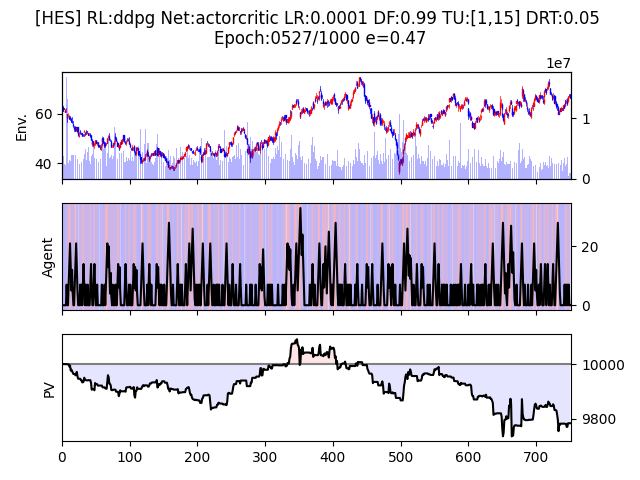 [HES] RL:ddpg Net:actorcritic LR:0.0001 DF:0.99 TU:[1,15] DRT:0.05
Epoch:0527/1000 e=0.47
1e7
Env.
60
40
1
0
Agent
20
0
PV
10000
9800
0 100 200 300 400 500 600 700